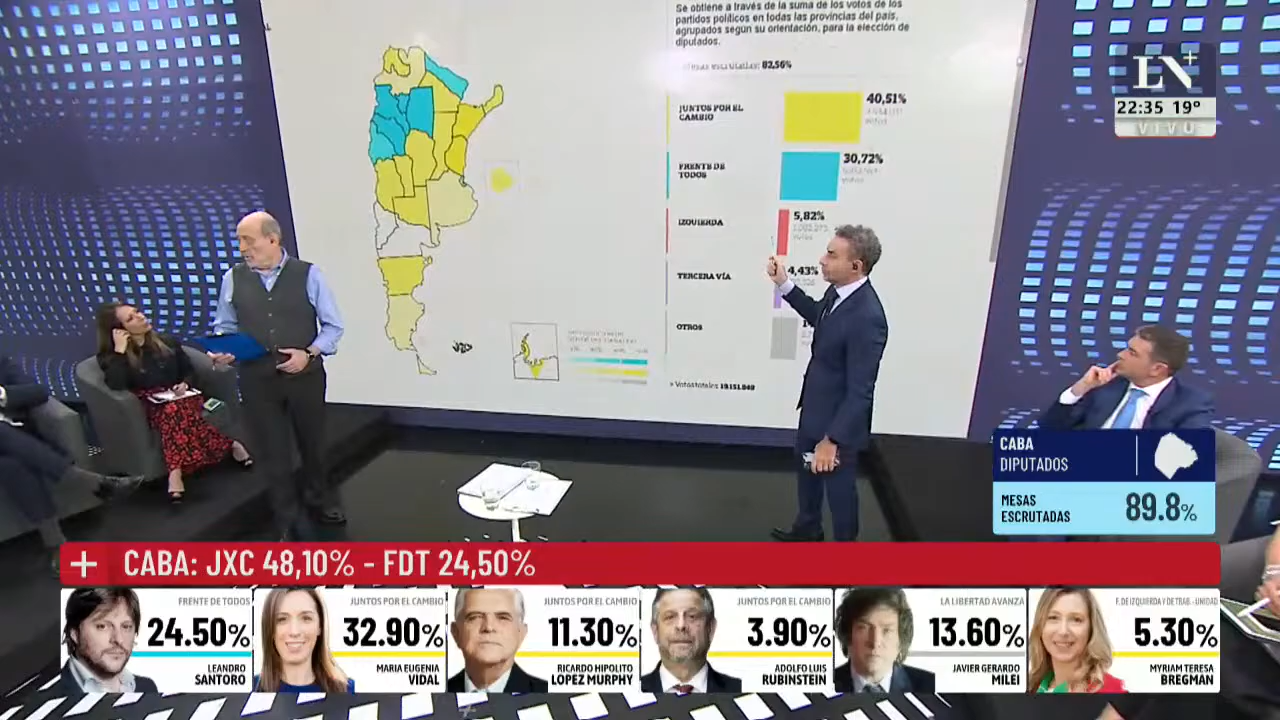 Se obtiene a través de la suma de los votos de los
partidos políticos en todas las provincias del país,
agrupados según su orientación, para la elección de
diputados.
82,56%
JUNTOS POR EL
CAMBIO
40,51%
votos
FRENTE DE
TODOS
30,72%
votos
IZQUIERDA
5,82%
votos
TERCERA VÍA
4,43%
OTROS
LN+
22:35 19°
VIVO
CABA
DIPUTADOS
MESAS
ESCRUTADAS
89.8%
+ CABA: JXC 48,10% - FDT 24,50%
FRENTE DE TODOS
24.50%
LEANDRO
SANTORO
JUNTOS POR EL CAMBIO
32.90%
MARIA EUGENIA
VIDAL
JUNTOS POR EL CAMBIO
11.30%
RICARDO HIPOLITO
LOPEZ MURPHY
JUNTOS POR EL CAMBIO
3.90%
ADOLFO LUIS
RUBINSTEIN
LA LIBERTAD AVANZA
13.60%
JAVIER GERARDO
MILEI
F. DE IZQUIERDA Y DE TRAB. - UNIDAD
5.30%
MYRIAM TERESA
BREGMAN